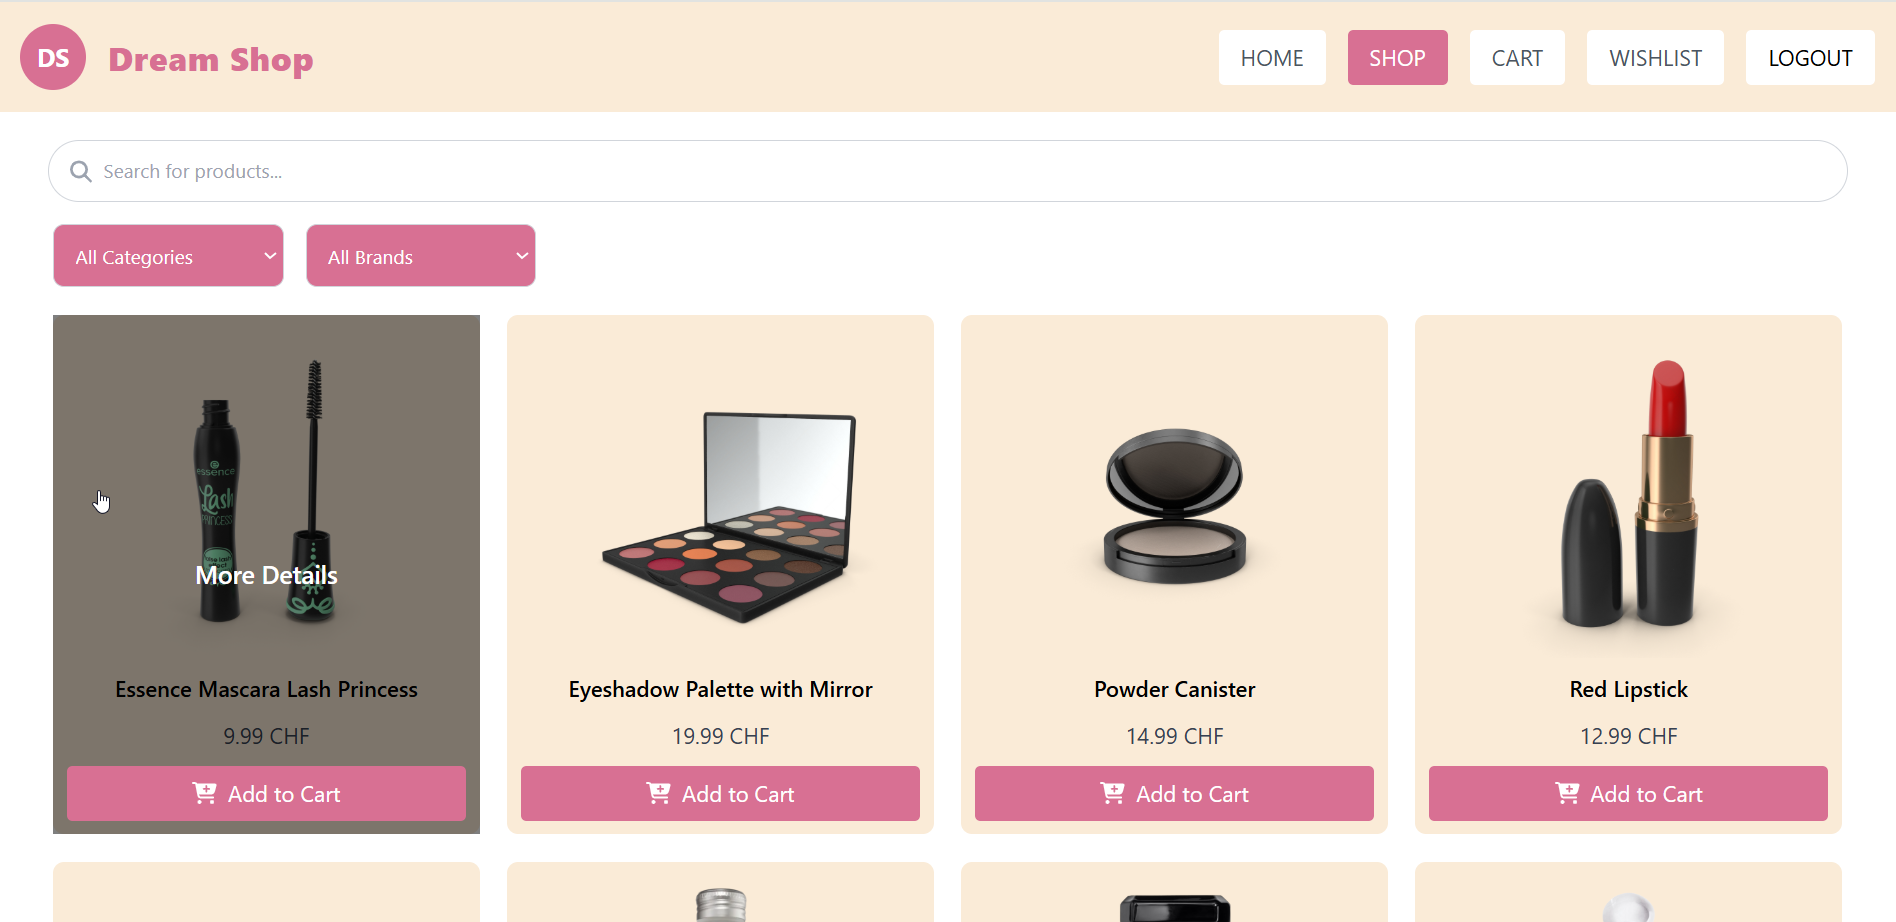 DS
Dream Shop
HOME
SHOP
CART
WISHLIST
LOGOUT
Search for products...
All Categories
All Brands
essence
Lash
PRINCESS
More Details
Essence Mascara Lash Princess
9.99 CHF
Add to Cart
Eyeshadow Palette with Mirror
19.99 CHF
Add to Cart
Powder Canister
14.99 CHF
Add to Cart
Red Lipstick
12.99 CHF
Add to Cart